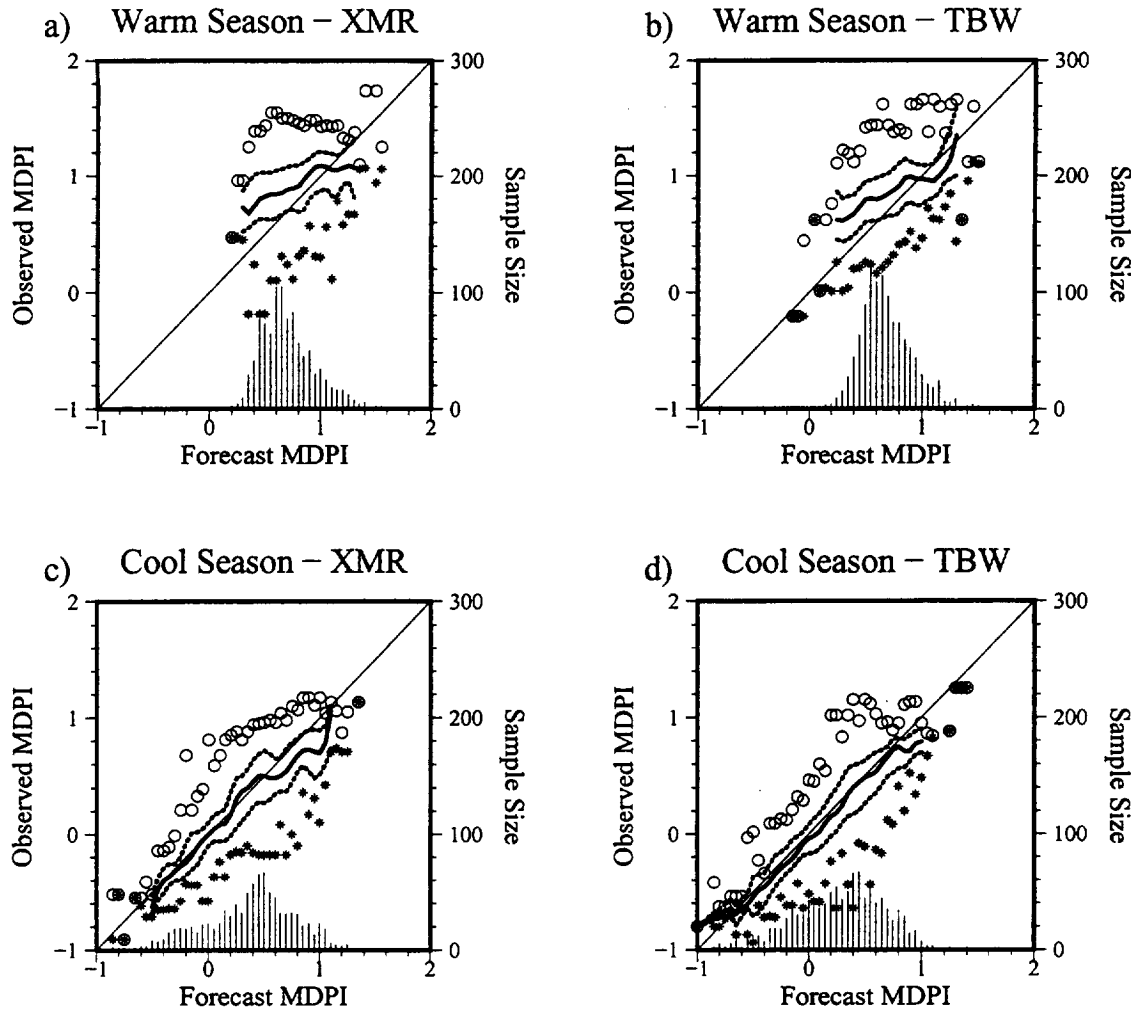 a) Warm Season – XMR
2
1
0
−1
Observed MDPI
300
200
100
0
Sample Size
−1 0 1 2
Forecast MDPI
b) Warm Season – TBW
2
1
0
−1
Observed MDPI
300
200
100
0
Sample Size
−1 0 1 2
Forecast MDPI
c) Cool Season – XMR
2
1
0
−1
Observed MDPI
300
200
100
0
Sample Size
−1 0 1 2
Forecast MDPI
d) Cool Season – TBW
2
1
0
−1
Observed MDPI
300
200
100
0
Sample Size
−1 0 1 2
Forecast MDPI